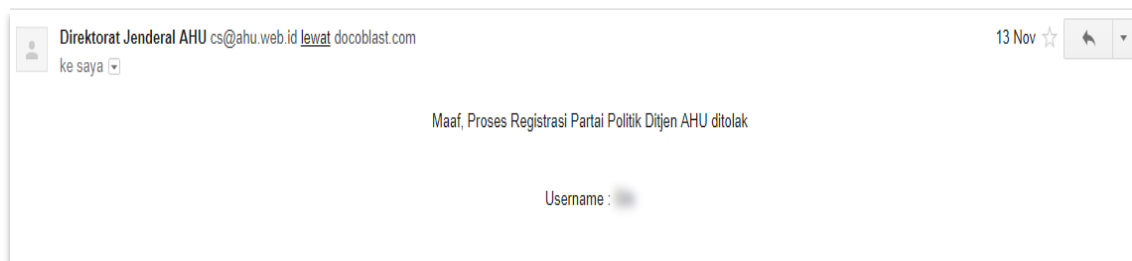 Direktorat Jenderal AHU cs@ahu.web.id lewat docoblast.com 13 Nov
ke saya
Maaf, Proses Registrasi Partai Politik Ditjen AHU ditolak
Username :